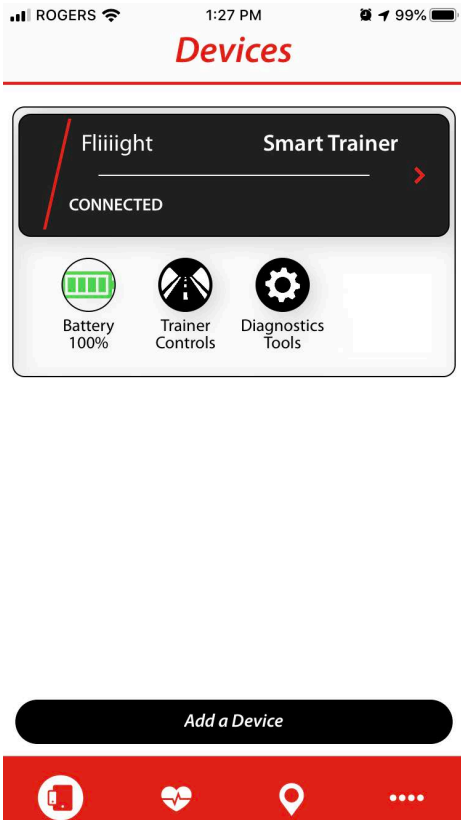 ROGERS 1:27 PM 99%
Devices
Fliiiight Smart Trainer
CONNECTED
Battery Trainer Diagnostics
100% Controls Tools
Add a Device